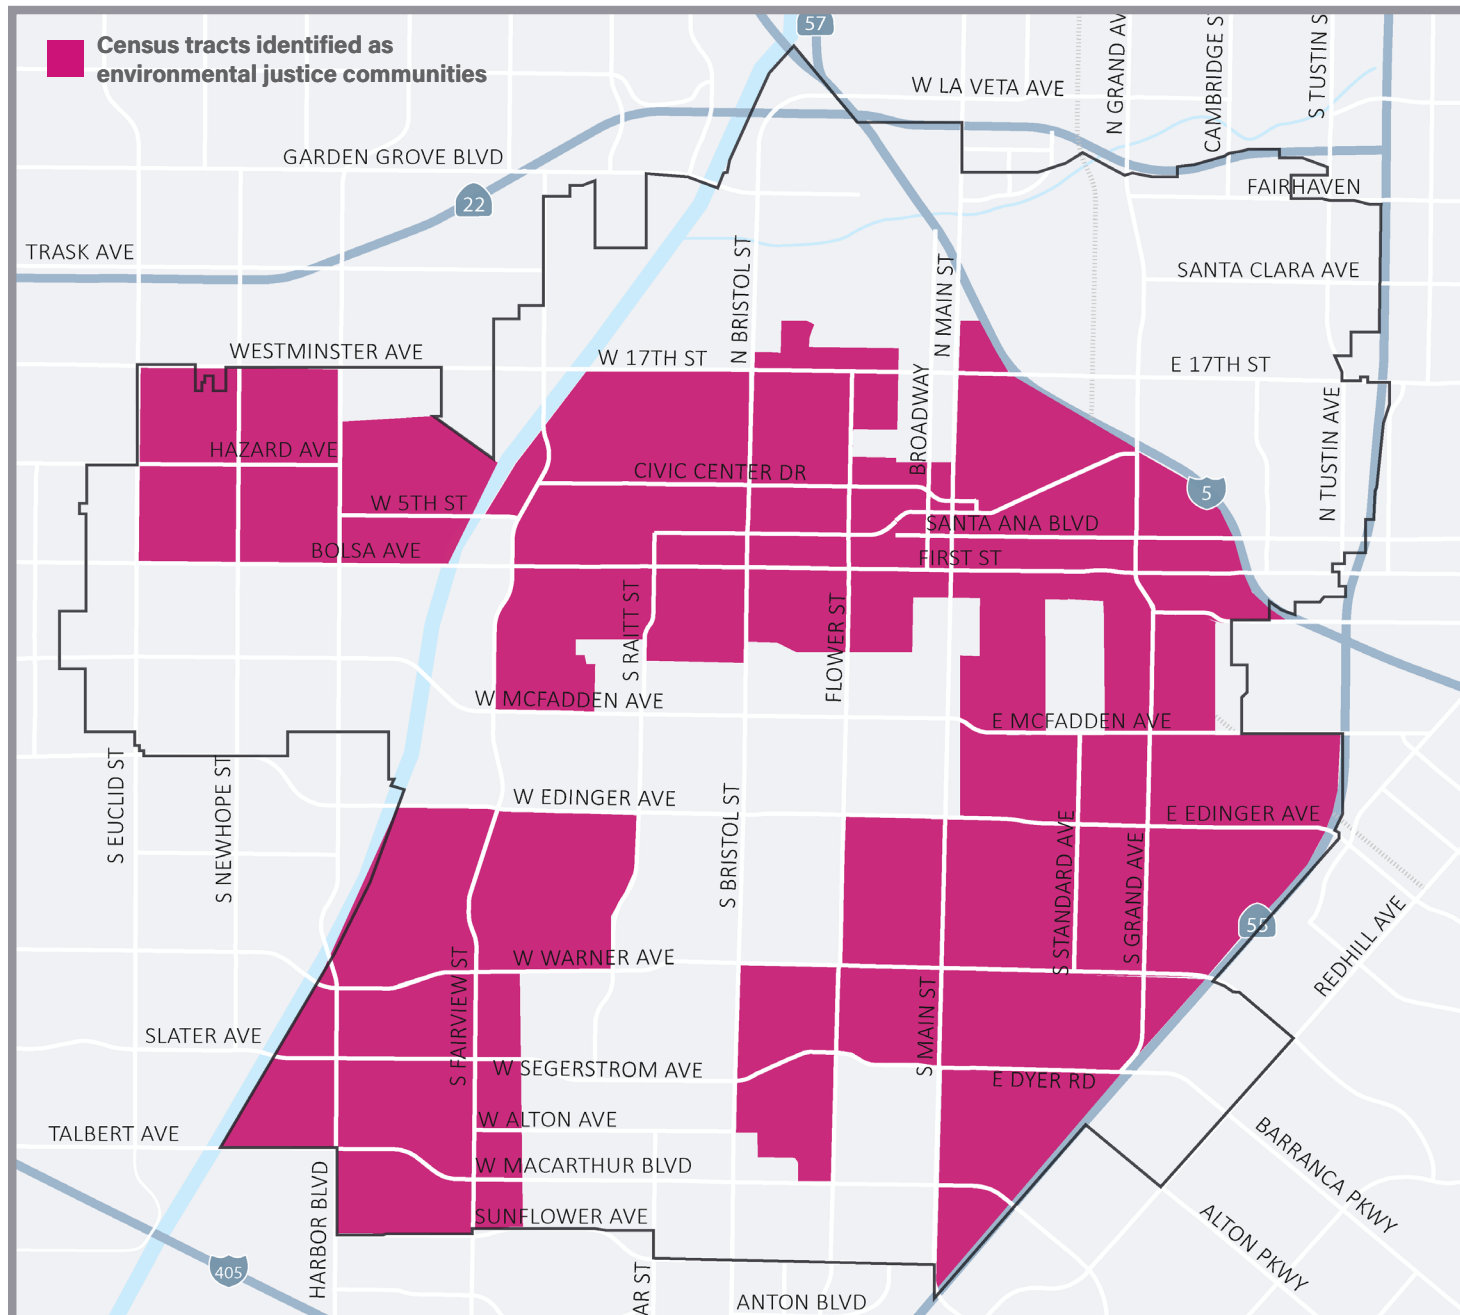 Census tracts identified as
environmental justice communities
57
W LA VETA AVE
N GRAND AV
CAMBRIDGE S
S TUSTIN S
GARDEN GROVE BLVD
22
FAIRHAVEN
TRASK AVE
SANTA CLARA AVE
N BRISTOL ST
N MAIN ST
WESTMINSTER AVE
W 17TH ST
E 17TH ST
BROADWAY
N TUSTIN AVE
HAZARD AVE
CIVIC CENTER DR
5
W 5TH ST
SANTA ANA BLVD
BOLSA AVE
FIRST ST
S RAITT ST
FLOWER ST
W MCFADDEN AVE
E MCFADDEN AVE
S EUCLID ST
S NEWHOPE ST
W EDINGER AVE
S BRISTOL ST
E EDINGER AVE
S STANDARD AVE
S GRAND AVE
55
REDHILL AVE
W WARNER AVE
S FAIRVIEW ST
S MAIN ST
SLATER AVE
W SEGERSTROM AVE
E DYER RD
W ALTON AVE
TALBERT AVE
W MACARTHUR BLVD
BARRANCA PKWY
HARBOR BLVD
SUNFLOWER AVE
ALTON PKWY
405
AR ST
ANTON BLVD